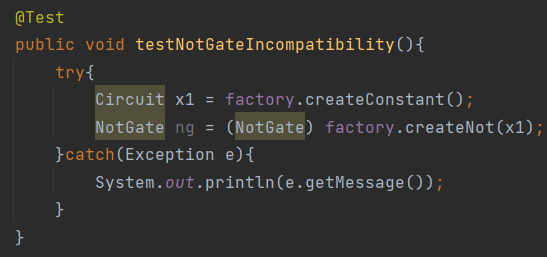 @Test
public void testNotGateIncompatibility(){
    try{
        Circuit x1 = factory.createConstant();
        NotGate ng = (NotGate) factory.createNot(x1);
    }catch(Exception e){
        System.out.println(e.getMessage());
    }
}